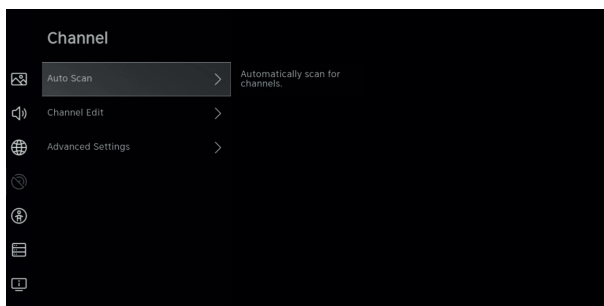 Channel
Auto Scan
Automatically scan for
channels.
Channel Edit
Advanced Settings